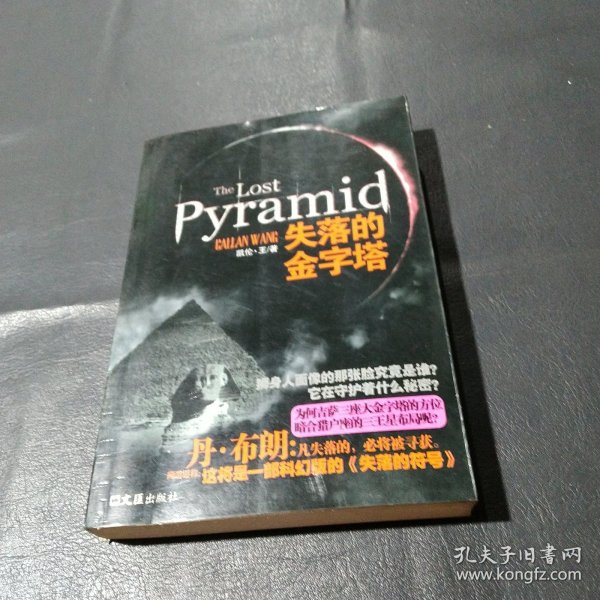 The Lost
Pyramid
CALLAN WANG
凯伦·王/著
失落的
金字塔
狮身人面像的那张脸究竟是谁？
它在守护着什么秘密？
为何吉萨三座大金字塔的方位
暗合猎户座的三王星布局呢？
丹·布朗：凡失落的，必将被寻获。
这将是一部科幻版的《失落的符号》
文匯出版社
孔夫子旧书网
www.kongfz.com